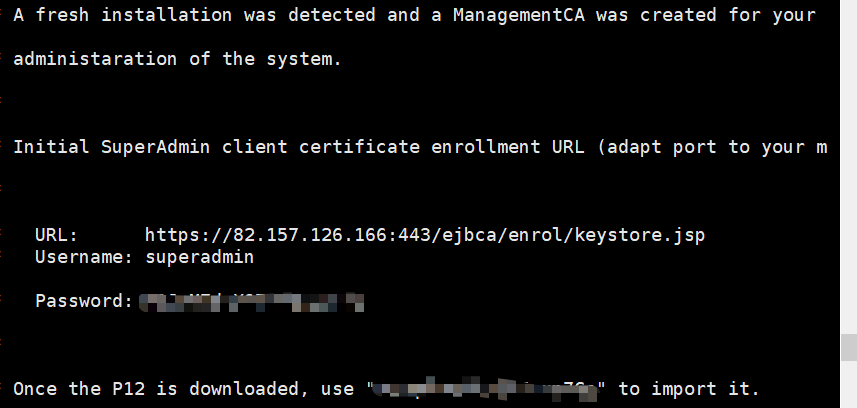 A fresh installation was detected and a ManagementCA was created for your
administaration of the system.
Initial SuperAdmin client certificate enrollment URL (adapt port to your m
URL: https://82.157.126.166:443/ejbca/enrol/keystore.jsp
Username: superadmin
Password:
Once the P12 is downloaded, use "" to import it.